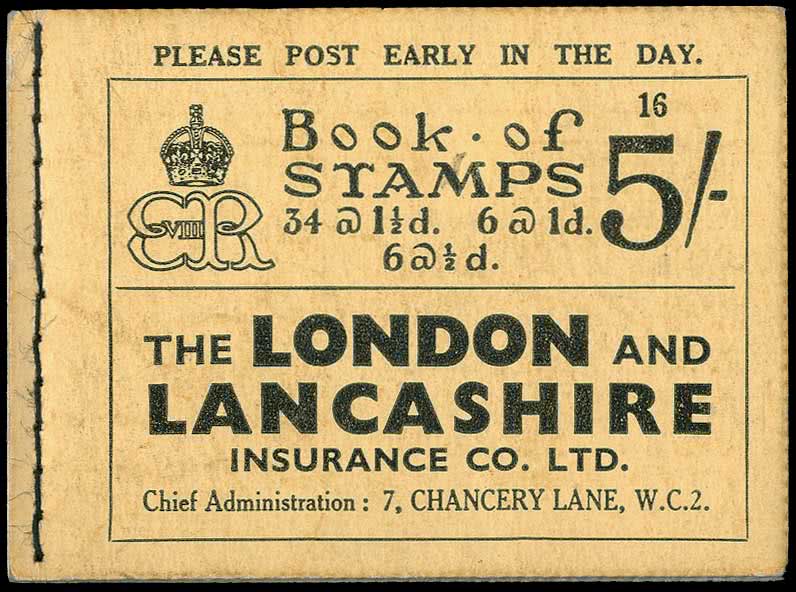 PLEASE POST EARLY IN THE DAY.
16
Book · of
STAMPS
5/-
34 @ 1½d. 6 @ 1d.
6 @ ½d.
EVIIIR
THE LONDON AND
LANCASHIRE
INSURANCE CO. LTD.
Chief Administration : 7, CHANCERY LANE, W.C.2.